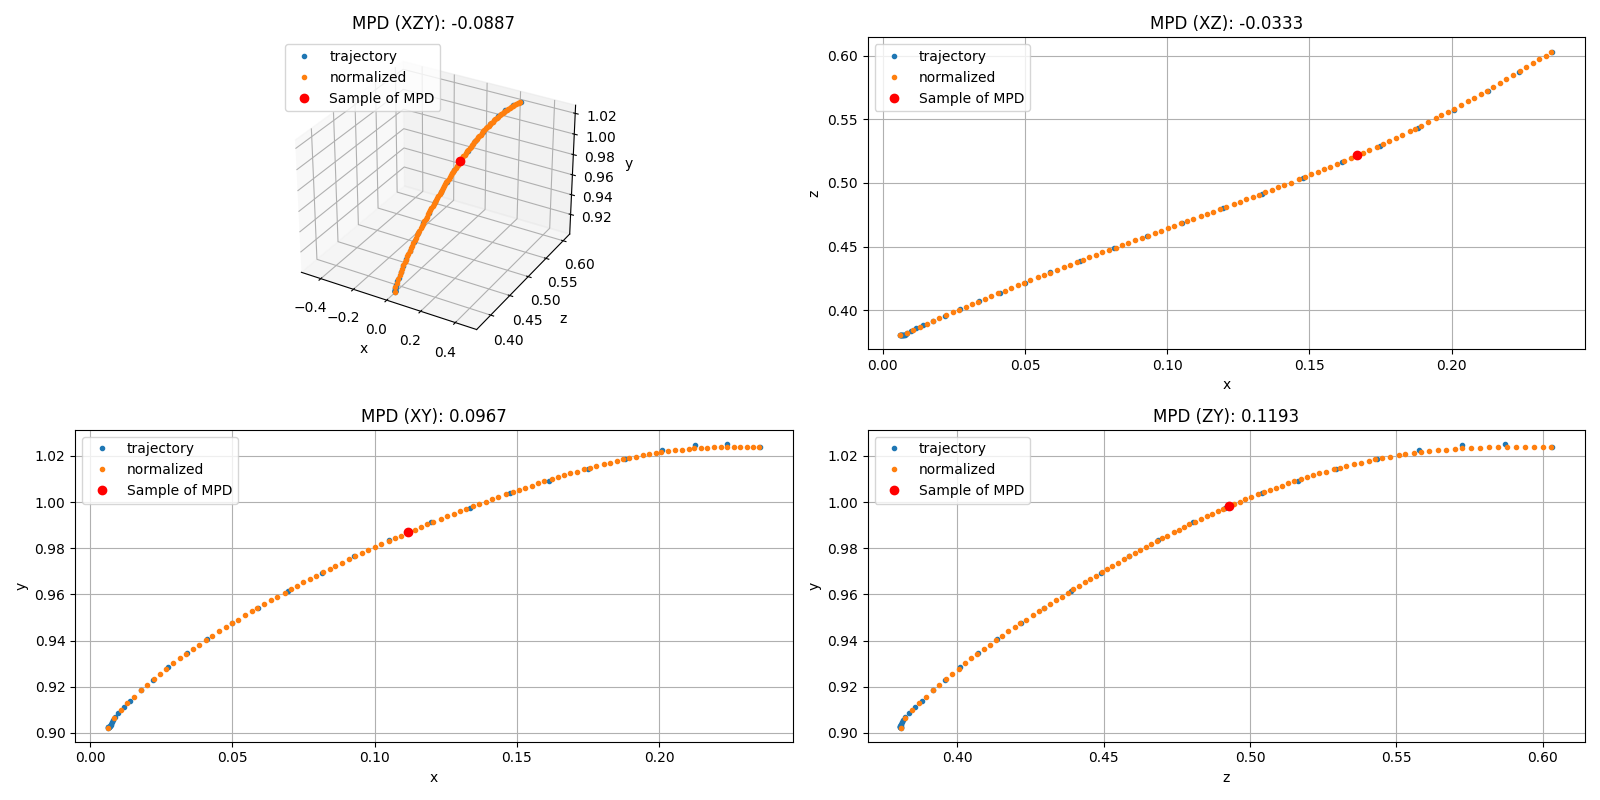 MPD (XZY): -0.0887
trajectory
normalized
Sample of MPD
1.02
1.00
0.98
0.96
0.94
0.92
y
−0.4
−0.2
0.0
0.2
0.4
x
0.40
0.45
0.50
0.55
0.60
z
MPD (XZ): -0.0333
trajectory
normalized
Sample of MPD
0.60
0.55
0.50
0.45
0.40
z
0.00 0.05 0.10 0.15 0.20
x
MPD (XY): 0.0967
trajectory
normalized
Sample of MPD
1.02
1.00
0.98
0.96
0.94
0.92
0.90
y
0.00 0.05 0.10 0.15 0.20
x
MPD (ZY): 0.1193
trajectory
normalized
Sample of MPD
1.02
1.00
0.98
0.96
0.94
0.92
0.90
y
0.40 0.45 0.50 0.55 0.60
z